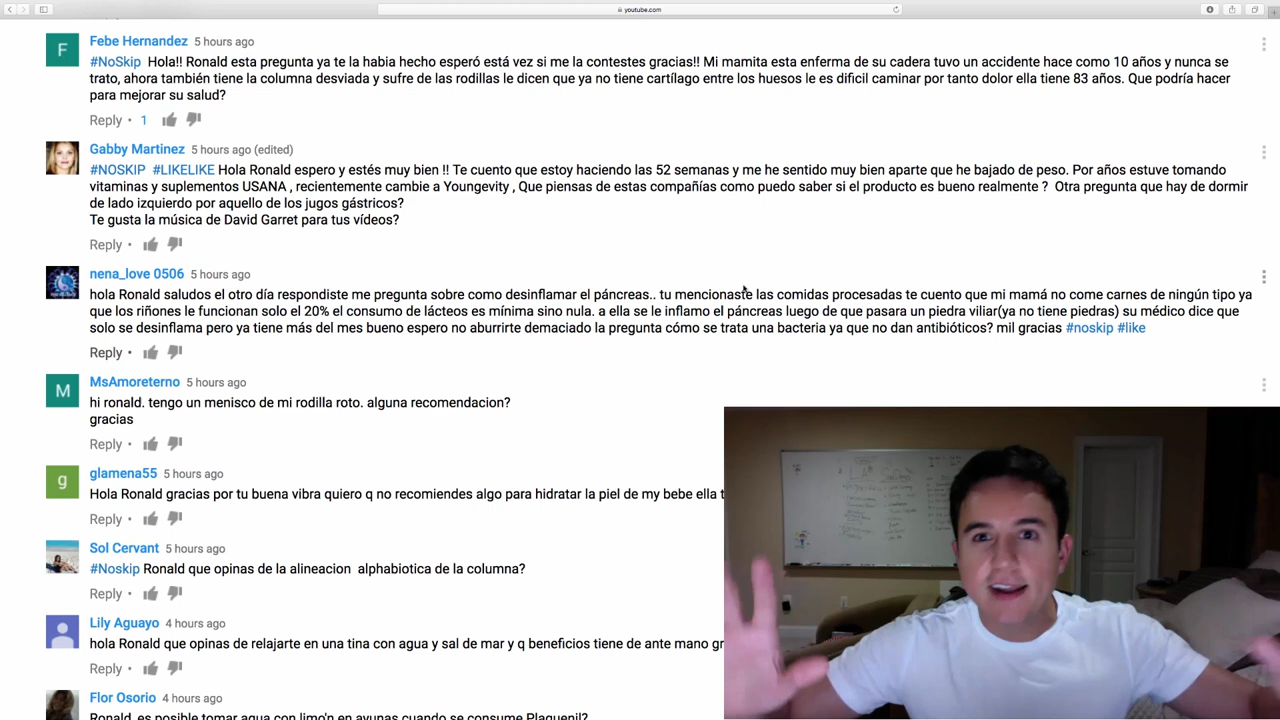 youtube.com
F
Febe Hernandez 5 hours ago
#NoSkip Hola!! Ronald esta pregunta ya te la habia hecho esperó está vez si me la contestes gracias!! Mi mamita esta enferma de su cadera tuvo un accidente hace como 10 años y nunca se
trato, ahora también tiene la columna desviada y sufre de las rodillas le dicen que ya no tiene cartílago entre los huesos le es dificil caminar por tanto dolor ella tiene 83 años. Que podría hacer
para mejorar su salud?
Reply • 1
Gabby Martinez 5 hours ago (edited)
#NOSKIP #LIKELIKE Hola Ronald espero y estés muy bien !! Te cuento que estoy haciendo las 52 semanas y me he sentido muy bien aparte que he bajado de peso. Por años estuve tomando
vitaminas y suplementos USANA , recientemente cambie a Youngevity , Que piensas de estas compañías como puedo saber si el producto es bueno realmente ? Otra pregunta que hay de dormir
de lado izquierdo por aquello de los jugos gástricos?
Te gusta la música de David Garret para tus vídeos?
Reply •
nena_love 0506 5 hours ago
hola Ronald saludos el otro día respondiste me pregunta sobre como desinflamar el páncreas.. tu mencionaste las comidas procesadas te cuento que mi mamá no come carnes de ningún tipo ya
que los riñones le funcionan solo el 20% el consumo de lácteos es mínima sino nula. a ella se le inflamo el páncreas luego de que pasara un piedra viliar(ya no tiene piedras) su médico dice que
solo se desinflama pero ya tiene más del mes bueno espero no aburrirte demaciado la pregunta cómo se trata una bacteria ya que no dan antibióticos? mil gracias #noskip #like
Reply •
M
MsAmoreterno 5 hours ago
hi ronald. tengo un menisco de mi rodilla roto. alguna recomendacion?
gracias
Reply •
g
glamena55 5 hours ago
Hola Ronald gracias por tu buena vibra quiero q no recomiendes algo para hidratar la piel de my bebe ella t
Reply •
Sol Cervant 5 hours ago
#Noskip Ronald que opinas de la alineacion alphabiotica de la columna?
Reply •
Lily Aguayo 4 hours ago
hola Ronald que opinas de relajarte en una tina con agua y sal de mar y q beneficios tiene de ante mano gr
Reply •
Flor Osorio 4 hours ago
Ronald, es posible tomar agua con limo'n en ayunas cuando se consume Plaquenil?